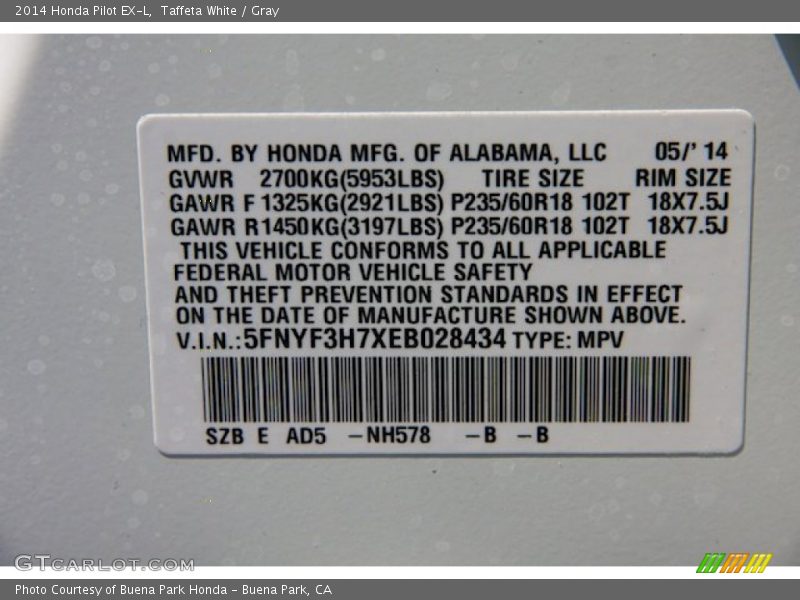 2014 Honda Pilot EX-L, Taffeta White / Gray
MFD. BY HONDA MFG. OF ALABAMA, LLC 05/' 14
GVWR 2700KG(5953LBS) TIRE SIZE RIM SIZE
GAWR F 1325KG(2921LBS) P235/60R18 102T 18X7.5J
GAWR R1450KG(3197LBS) P235/60R18 102T 18X7.5J
THIS VEHICLE CONFORMS TO ALL APPLICABLE
FEDERAL MOTOR VEHICLE SAFETY
AND THEFT PREVENTION STANDARDS IN EFFECT
ON THE DATE OF MANUFACTURE SHOWN ABOVE.
V.I.N.:5FNYF3H7XEB028434 TYPE: MPV
SZB E AD5 -NH578 -B -B
GTCARLOT.COM
Photo Courtesy of Buena Park Honda - Buena Park, CA